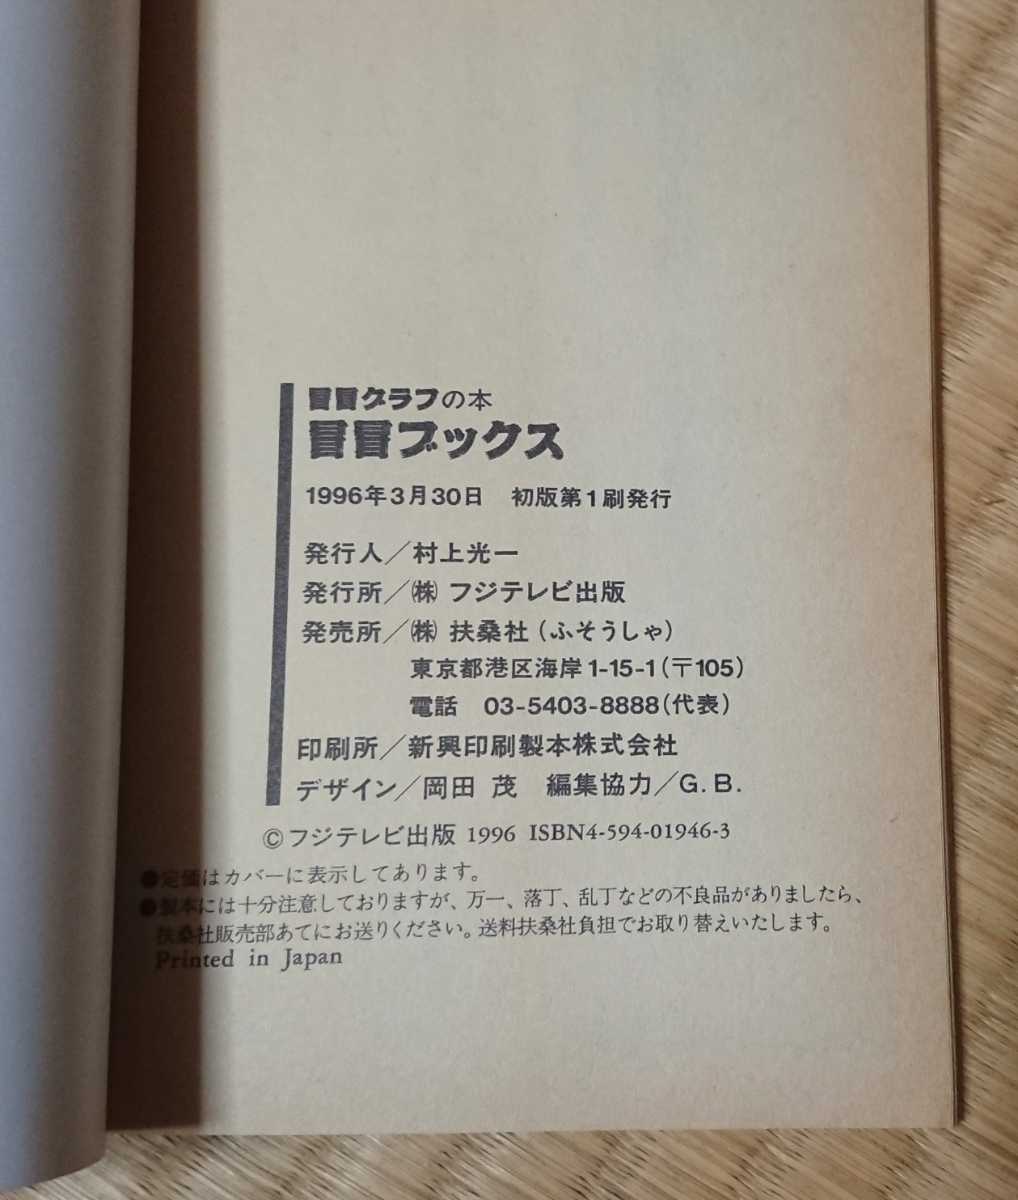 冒冒グラフの本
冒冒ブックス
1996年3月30日　初版第1刷発行
発行人／村上光一
発行所／㈱ フジテレビ出版
発売所／㈱ 扶桑社（ふそうしゃ）
東京都港区海岸1-15-1（〒105）
電話　03-5403-8888（代表）
印刷所／新興印刷製本株式会社
デザイン／岡田 茂　編集協力／G.B.
©フジテレビ出版 1996 ISBN4-594-01946-3
●定価はカバーに表示してあります。
●製本には十分注意しておりますが、万一、落丁、乱丁などの不良品がありましたら、
扶桑社販売部あてにお送りください。送料扶桑社負担でお取り替えいたします。
Printed in Japan